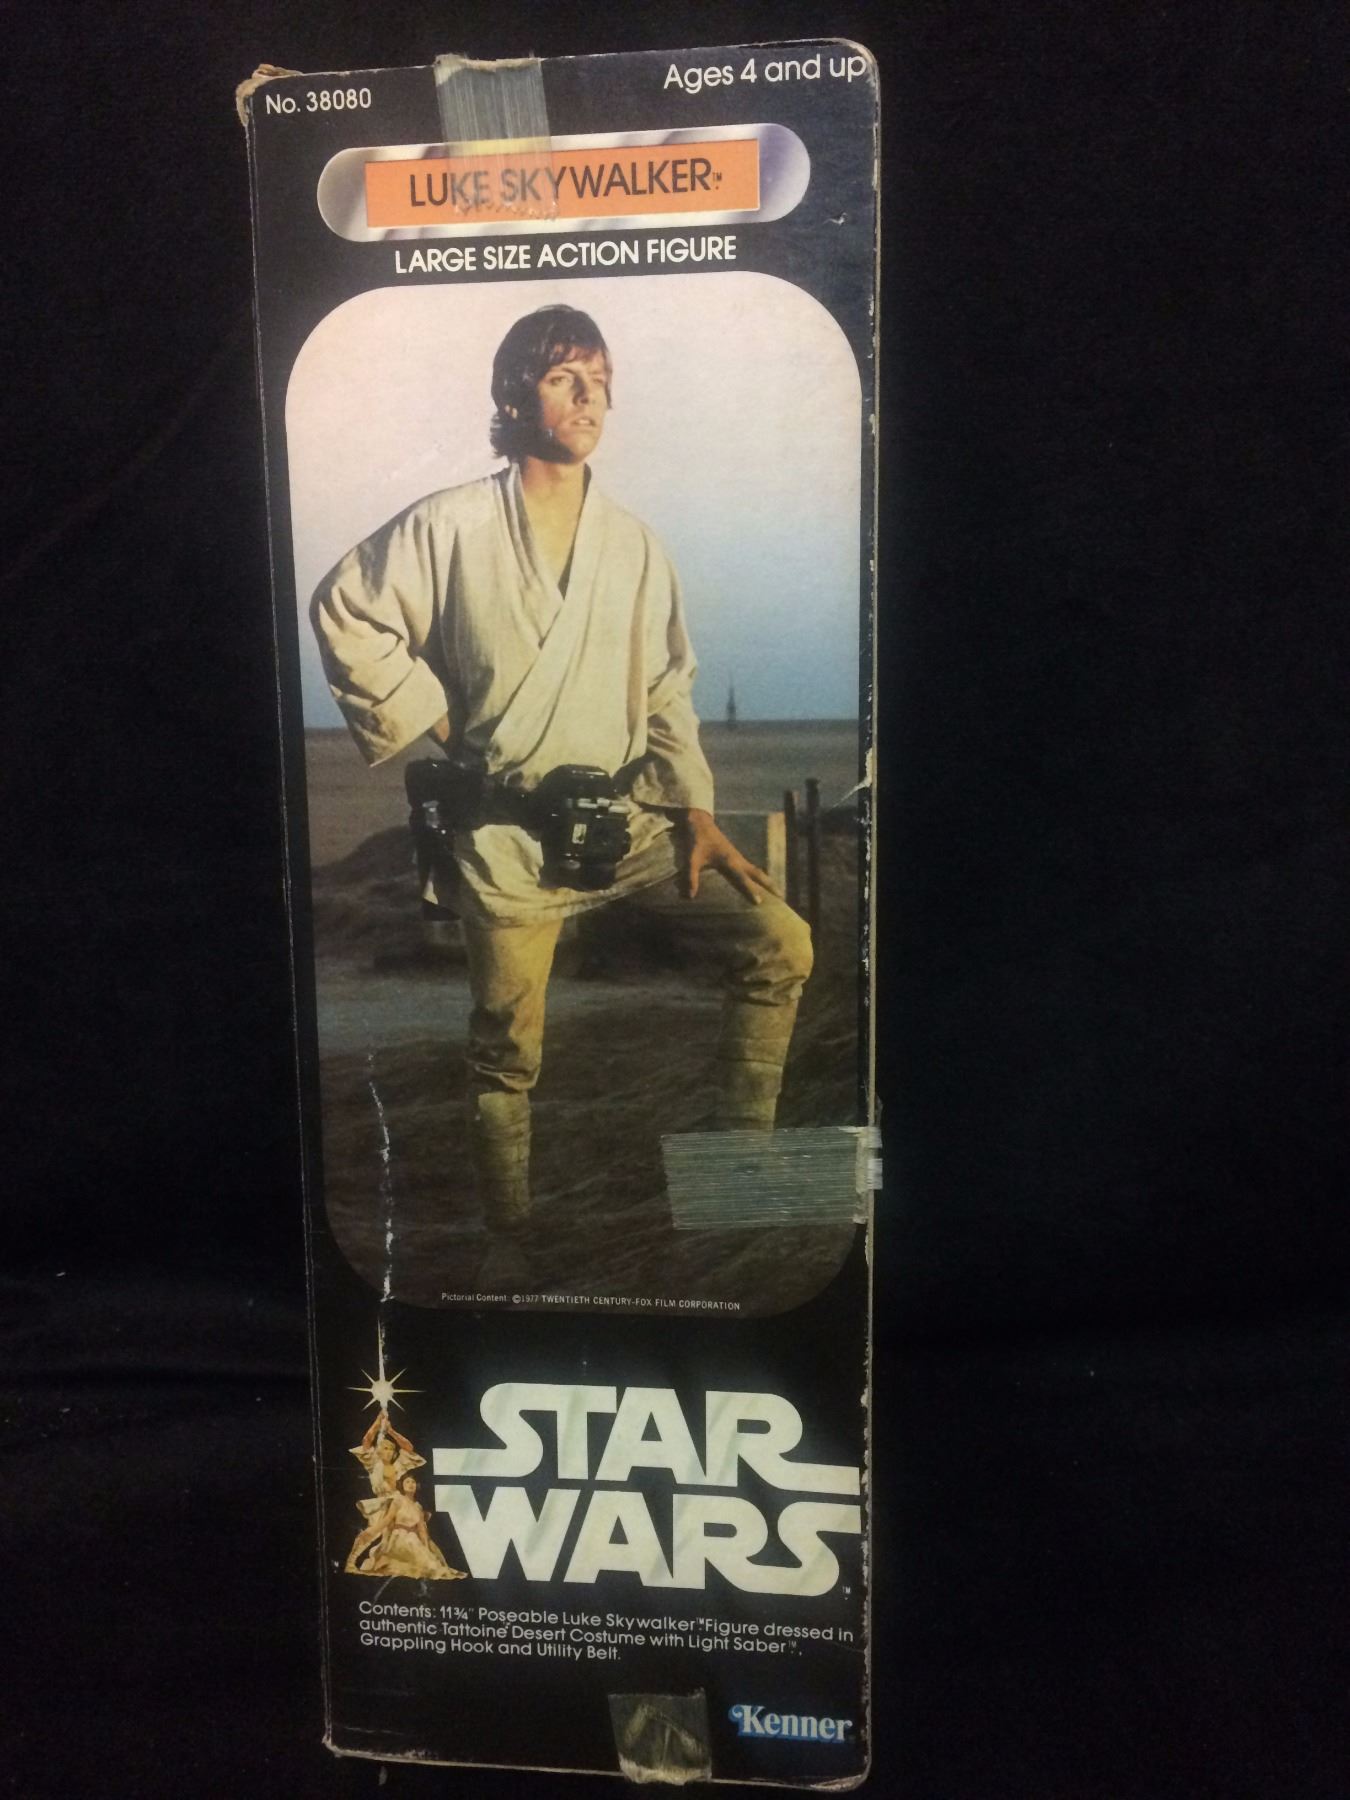 No. 38080
Ages 4 and up
LUKE SKYWALKER™
LARGE SIZE ACTION FIGURE
Pictorial Content: ©1977 TWENTIETH CENTURY-FOX FILM CORPORATION
STAR
WARS™
Contents: 11¾" Poseable Luke Skywalker™ Figure dressed in
authentic Tattoine Desert Costume with Light Saber™,
Grappling Hook and Utility Belt.
Kenner